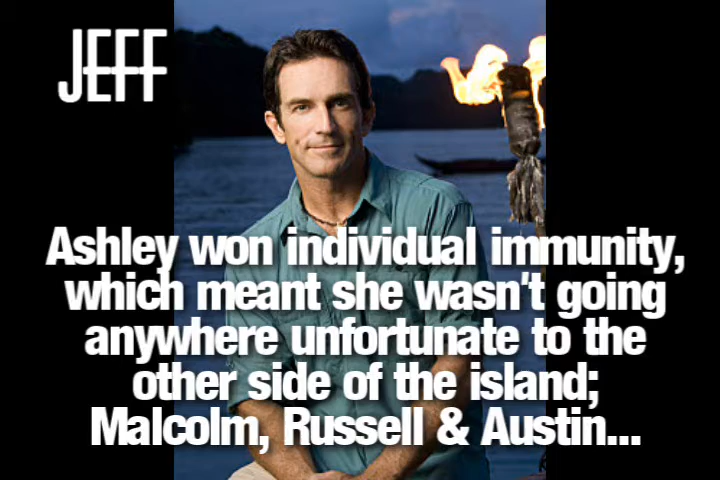 JEFF
Ashley won individual immunity,
which meant she wasn't going
anywhere unfortunate to the
other side of the island;
Malcolm, Russell & Austin...